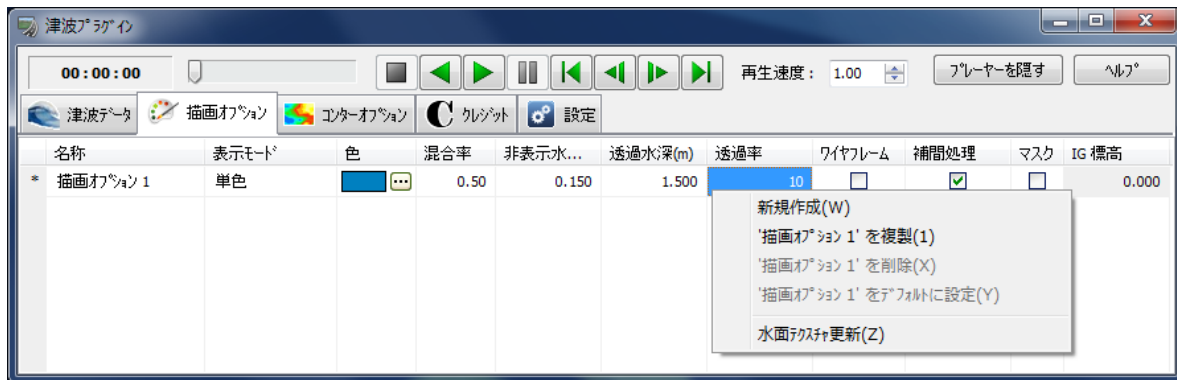 津波ﾌﾟﾗｸﾞｲﾝ
00:00:00 再生速度: 1.00 ﾌﾟﾚｰﾔｰを隠す ﾍﾙﾌﾟ
津波ﾃﾞｰﾀ 描画ｵﾌﾟｼｮﾝ ｺﾝﾀｰｵﾌﾟｼｮﾝ C ｸﾚｼﾞｯﾄ 設定
名称 表示ﾓｰﾄﾞ 色 混合率 非表示水... 透過水深(m) 透過率 ﾜｲﾔﾌﾚｰﾑ 補間処理 ﾏｽｸ IG 標高
* 描画ｵﾌﾟｼｮﾝ 1 単色 ... 0.50 0.150 1.500 10 0.000
新規作成(W)
'描画ｵﾌﾟｼｮﾝ 1' を複製(1)
'描画ｵﾌﾟｼｮﾝ 1' を削除(X)
'描画ｵﾌﾟｼｮﾝ 1' をﾃﾞﾌｫﾙﾄに設定(Y)
水面ﾃｸｽﾁｬ更新(Z)